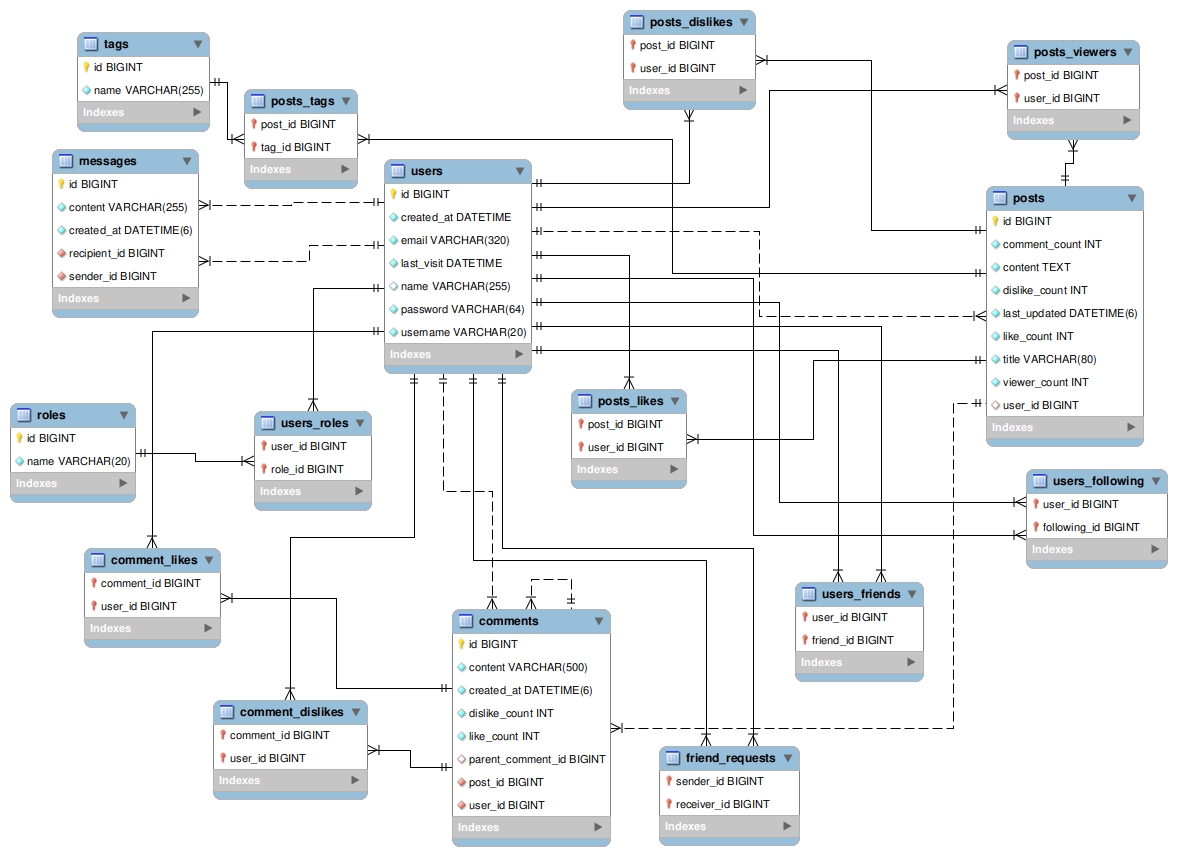 tags
id BIGINT
name VARCHAR(255)
Indexes
posts_tags
post_id BIGINT
tag_id BIGINT
Indexes
posts_dislikes
post_id BIGINT
user_id BIGINT
Indexes
posts_viewers
post_id BIGINT
user_id BIGINT
Indexes
messages
id BIGINT
content VARCHAR(255)
created_at DATETIME(6)
recipient_id BIGINT
sender_id BIGINT
Indexes
users
id BIGINT
created_at DATETIME
email VARCHAR(320)
last_visit DATETIME
name VARCHAR(255)
password VARCHAR(64)
username VARCHAR(20)
Indexes
posts
id BIGINT
comment_count INT
content TEXT
dislike_count INT
last_updated DATETIME(6)
like_count INT
title VARCHAR(80)
viewer_count INT
user_id BIGINT
Indexes
roles
id BIGINT
name VARCHAR(20)
Indexes
users_roles
user_id BIGINT
role_id BIGINT
Indexes
posts_likes
post_id BIGINT
user_id BIGINT
Indexes
users_following
user_id BIGINT
following_id BIGINT
Indexes
comment_likes
comment_id BIGINT
user_id BIGINT
Indexes
users_friends
user_id BIGINT
friend_id BIGINT
Indexes
comments
id BIGINT
content VARCHAR(500)
created_at DATETIME(6)
dislike_count INT
like_count INT
parent_comment_id BIGINT
post_id BIGINT
user_id BIGINT
Indexes
comment_dislikes
comment_id BIGINT
user_id BIGINT
Indexes
friend_requests
sender_id BIGINT
receiver_id BIGINT
Indexes